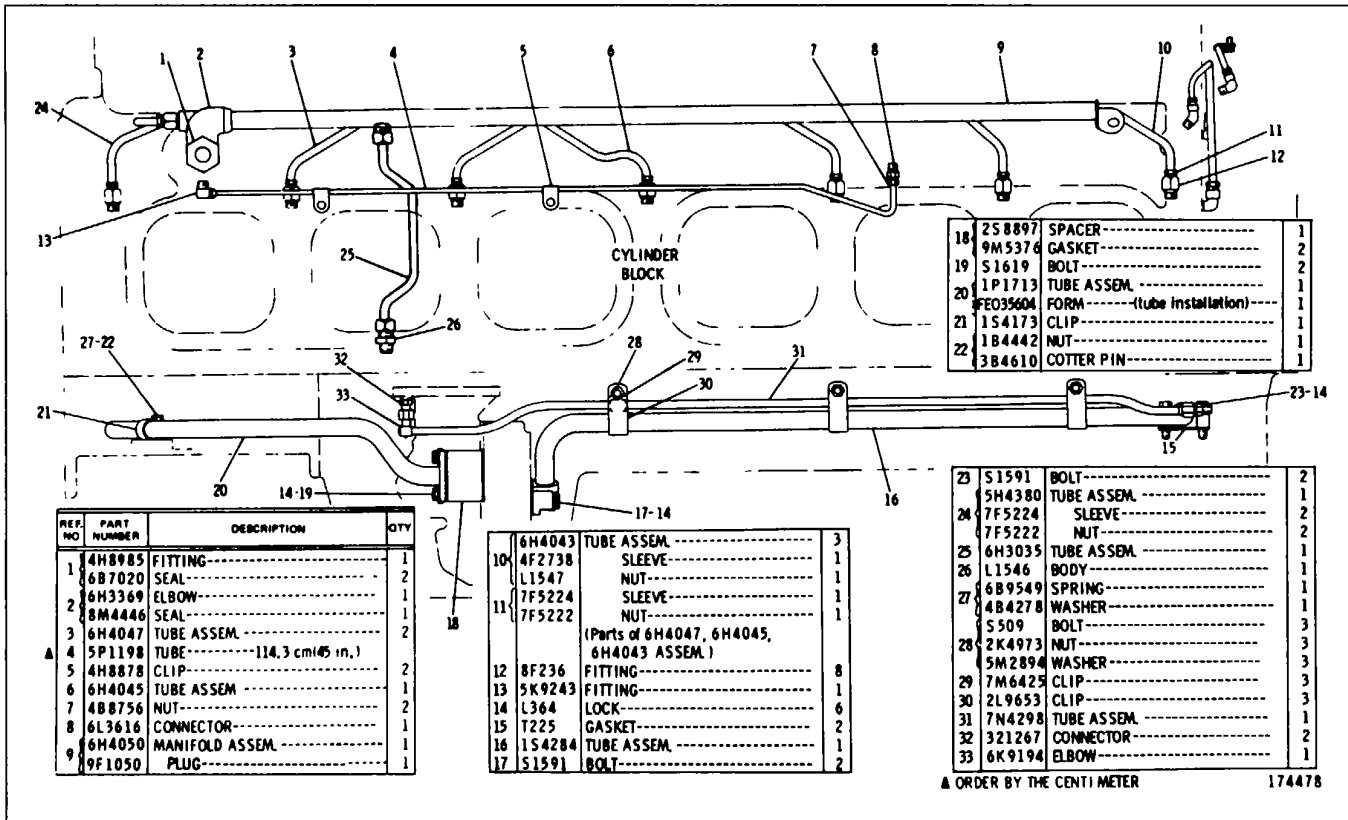 1
2
3
4
5
6
7
8
9
10
24
11
12
13
25
CYLINDER
BLOCK
26
27-22
32
28
29
30
31
33
23-14
21
15
20
14-19
17-14
16
18
18 2S8897 SPACER 1
9M5376 GASKET 2
19 S1619 BOLT 2
20 1P1713 TUBE ASSEM. 1
FE035604 FORM (tube installation) 1
21 1S4173 CLIP 1
22 1B4442 NUT 1
3B4610 COTTER PIN 1
REF. NO PART NUMBER DESCRIPTION QTY
1 4H8985 FITTING 1
6B7020 SEAL 2
2 6H3369 ELBOW 1
8M4446 SEAL 1
3 6H4047 TUBE ASSEM. 2
▲ 4 5P1198 TUBE 114.3 cm(45 in.) 1
5 4H8878 CLIP 2
6 6H4045 TUBE ASSEM 1
7 4B8756 NUT 2
8 6L3616 CONNECTOR 1
9 6H4050 MANIFOLD ASSEM. 1
9F1050 PLUG 1
10 6H4043 TUBE ASSEM. 3
4F2738 SLEEVE 1
L1547 NUT 1
11 7F5224 SLEEVE 1
7F5222 NUT 1
(Parts of 6H4047, 6H4045,
6H4043 ASSEM.)
12 8F236 FITTING 8
13 5K9243 FITTING 1
14 L364 LOCK 6
15 T225 GASKET 2
16 1S4284 TUBE ASSEM. 1
17 S1591 BOLT 2
23 S1591 BOLT 2
24 5H4380 TUBE ASSEM. 1
7F5224 SLEEVE 2
7F5222 NUT 2
25 6H3035 TUBE ASSEM. 1
26 L1546 BODY 1
27 6B9549 SPRING 1
4B4278 WASHER 1
28 S509 BOLT 3
2K4973 NUT 3
5M2894 WASHER 3
29 7M6425 CLIP 3
30 2L9653 CLIP 3
31 7N4298 TUBE ASSEM. 1
32 321267 CONNECTOR 2
33 6K9194 ELBOW 1
▲ ORDER BY THE CENTIMETER 174478